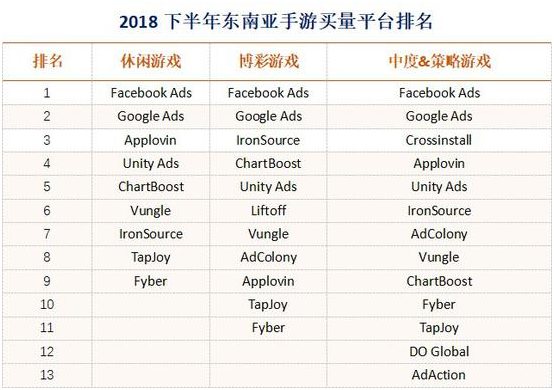 2018 下半年东南亚手游买量平台排名
排名 休闲游戏 博彩游戏 中度&策略游戏
1 Facebook Ads Facebook Ads Facebook Ads
2 Google Ads Google Ads Google Ads
3 Applovin IronSource Crossinstall
4 Unity Ads ChartBoost Applovin
5 ChartBoost Unity Ads Unity Ads
6 Vungle Liftoff IronSource
7 IronSource Vungle AdColony
8 TapJoy AdColony Vungle
9 Fyber Applovin ChartBoost
10 TapJoy Fyber
11 Fyber TapJoy
12 DO Global
13 AdAction